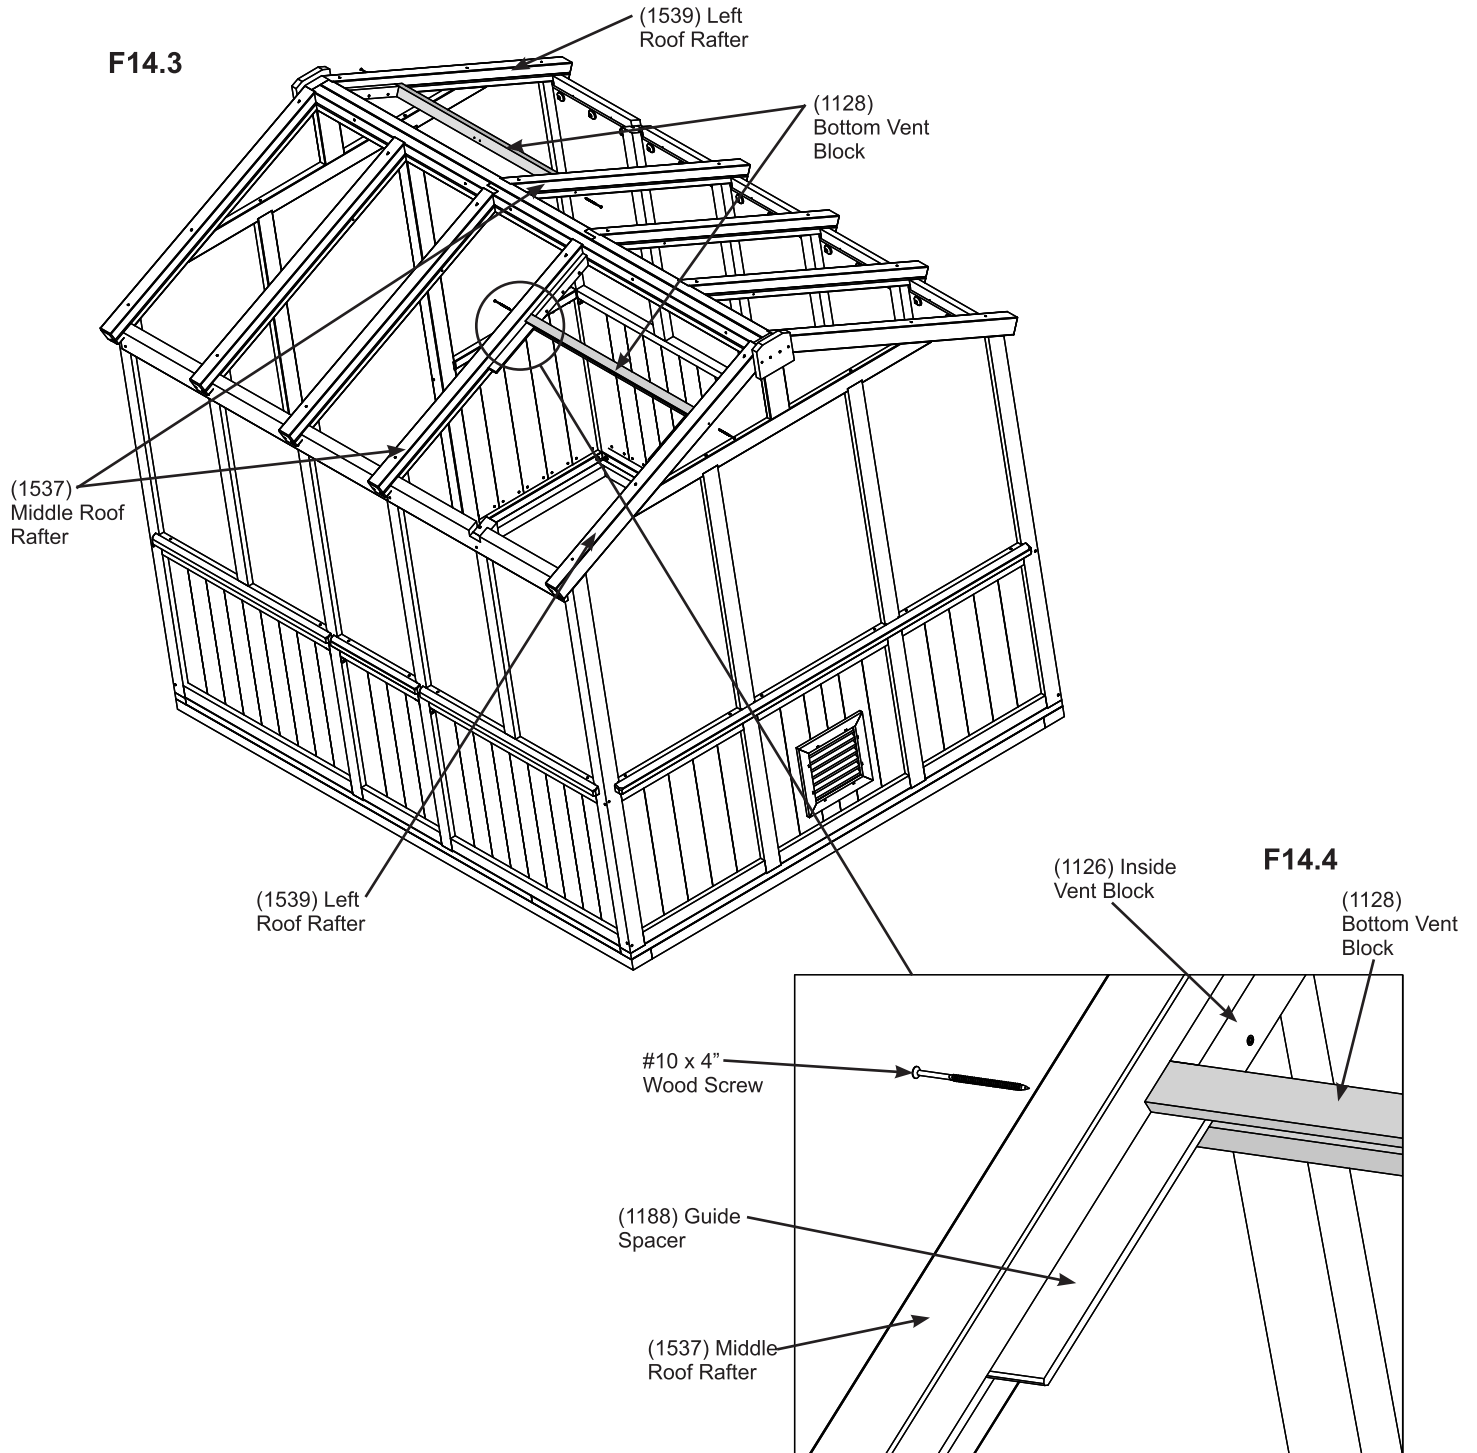 F14.3
(1539) Left
Roof Rafter
(1128)
Bottom Vent
Block
(1537)
Middle Roof
Rafter
(1539) Left
Roof Rafter
F14.4
(1126) Inside
Vent Block
(1128)
Bottom Vent
Block
#10 x 4”
Wood Screw
(1188) Guide
Spacer
(1537) Middle
Roof Rafter